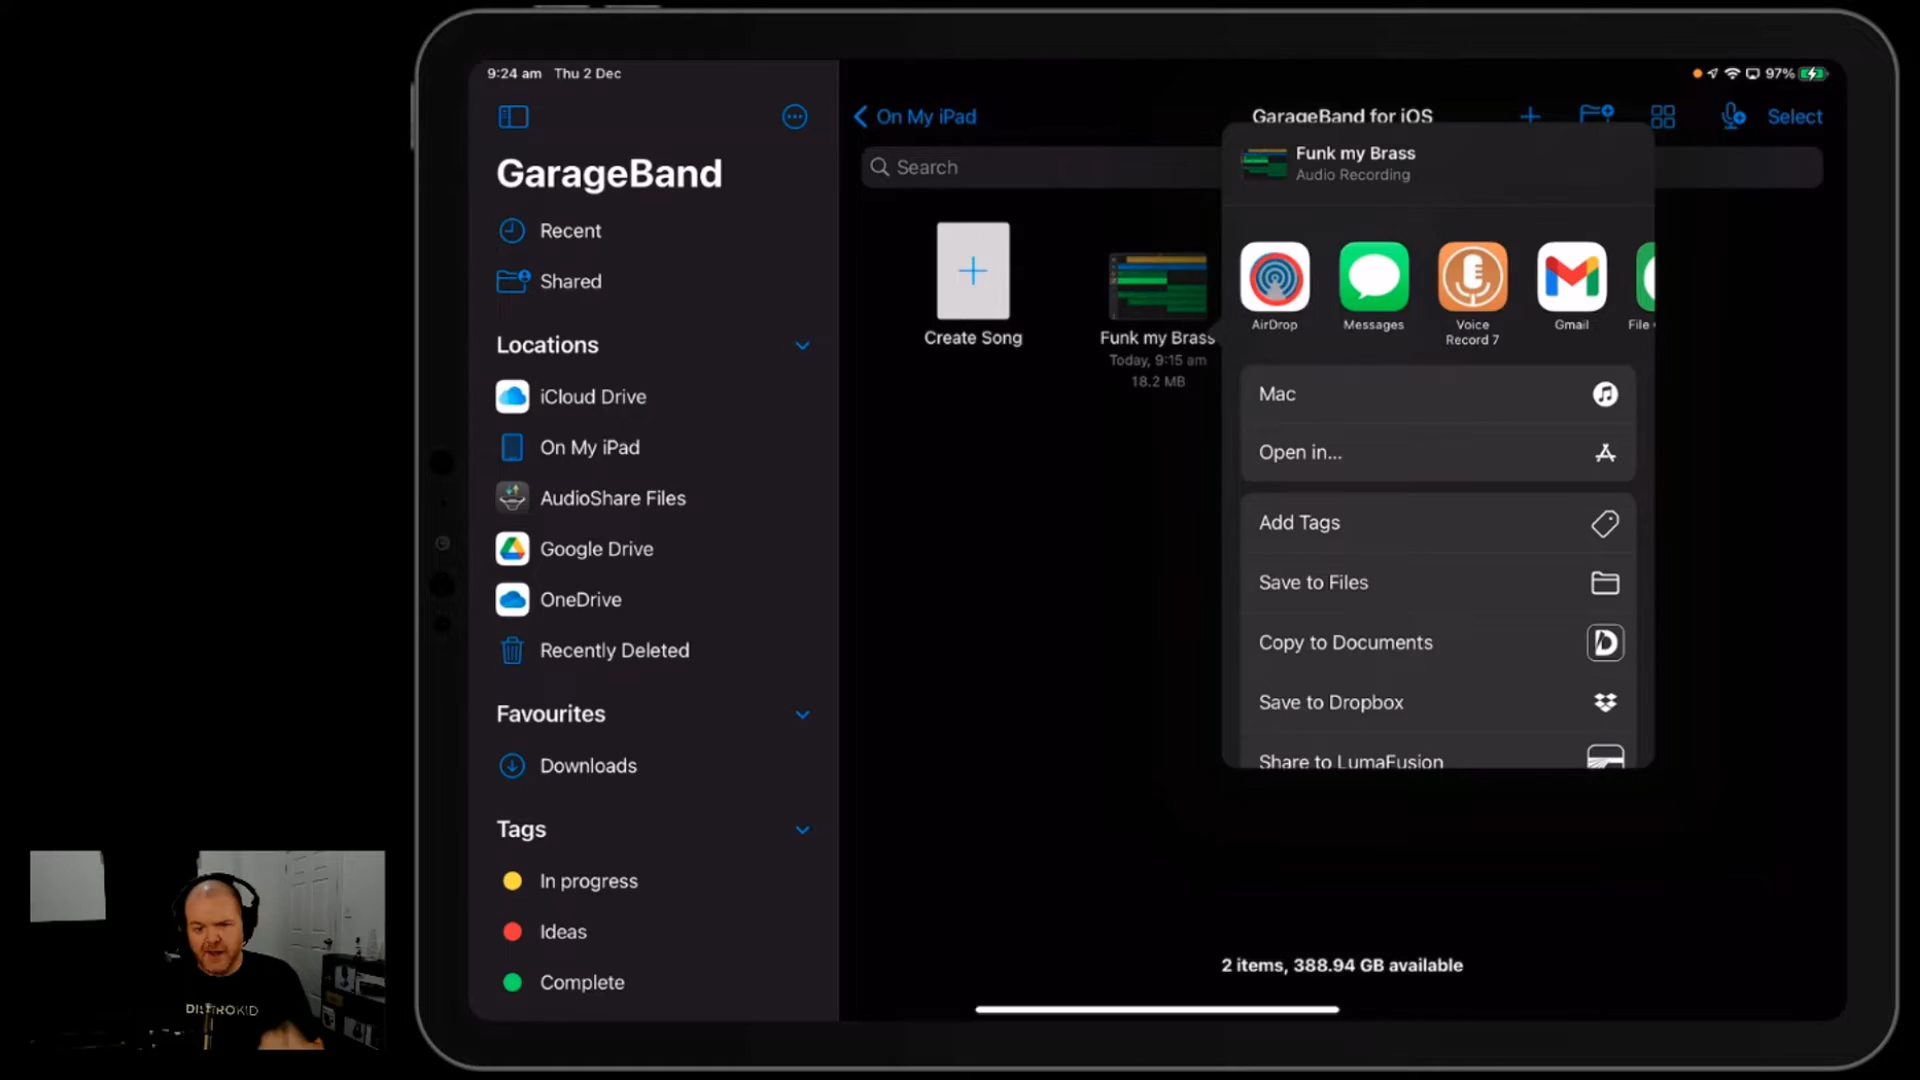 9:24 am Thu 2 Dec
97%
GarageBand
Recent
Shared
Locations
iCloud Drive
On My iPad
AudioShare Files
Google Drive
OneDrive
Recently Deleted
Favourites
Downloads
Tags
In progress
Ideas
Complete
On My iPad
GarageBand for iOS
Select
Search
Create Song
Funk my Brass
Today, 9:15 am
18.2 MB
Funk my Brass
Audio Recording
AirDrop
Messages
Voice
Record 7
Gmail
File
Mac
Open in...
Add Tags
Save to Files
Copy to Documents
Save to Dropbox
Share to LumaFusion
2 items, 388.94 GB available
DISTROKID